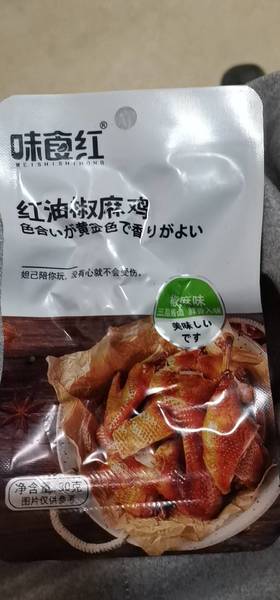 味食红®
WEISHISHIHONG
红油椒麻鸡
色合いが黄金色で香りがよい
妲己陪你玩,没有心就不会受伤。
椒麻味
美味しい
です
净含量:30克
图片仅供参考